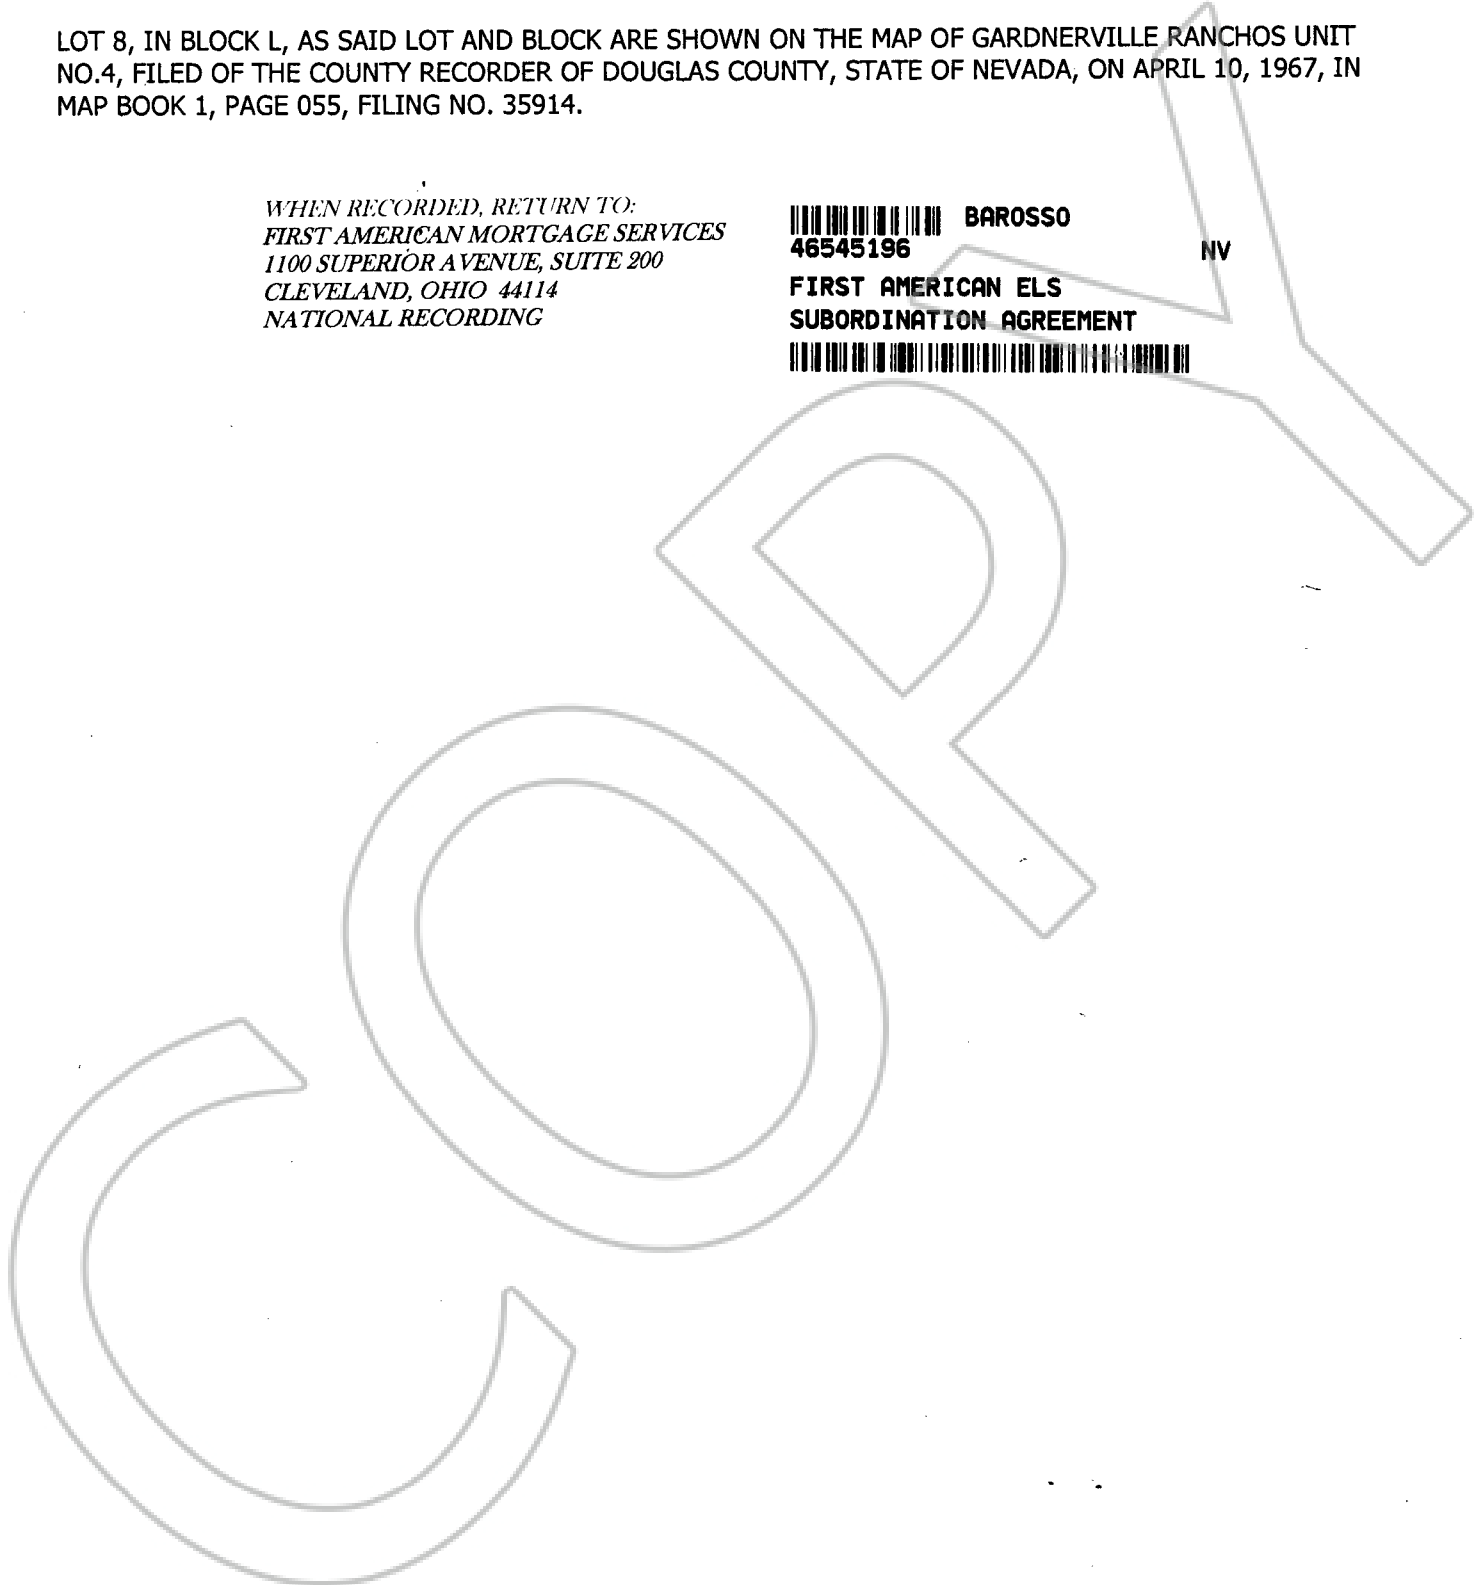 LOT 8, IN BLOCK L, AS SAID LOT AND BLOCK ARE SHOWN ON THE MAP OF GARDNERVILLE RANCHOS UNIT
NO.4, FILED OF THE COUNTY RECORDER OF DOUGLAS COUNTY, STATE OF NEVADA, ON APRIL 10, 1967, IN
MAP BOOK 1, PAGE 055, FILING NO. 35914.
WHEN RECORDED, RETURN TO:
FIRST AMERICAN MORTGAGE SERVICES
1100 SUPERIOR AVENUE, SUITE 200
CLEVELAND, OHIO 44114
NATIONAL RECORDING
BAROSSO
46545196 NV
FIRST AMERICAN ELS
SUBORDINATION AGREEMENT
COPY